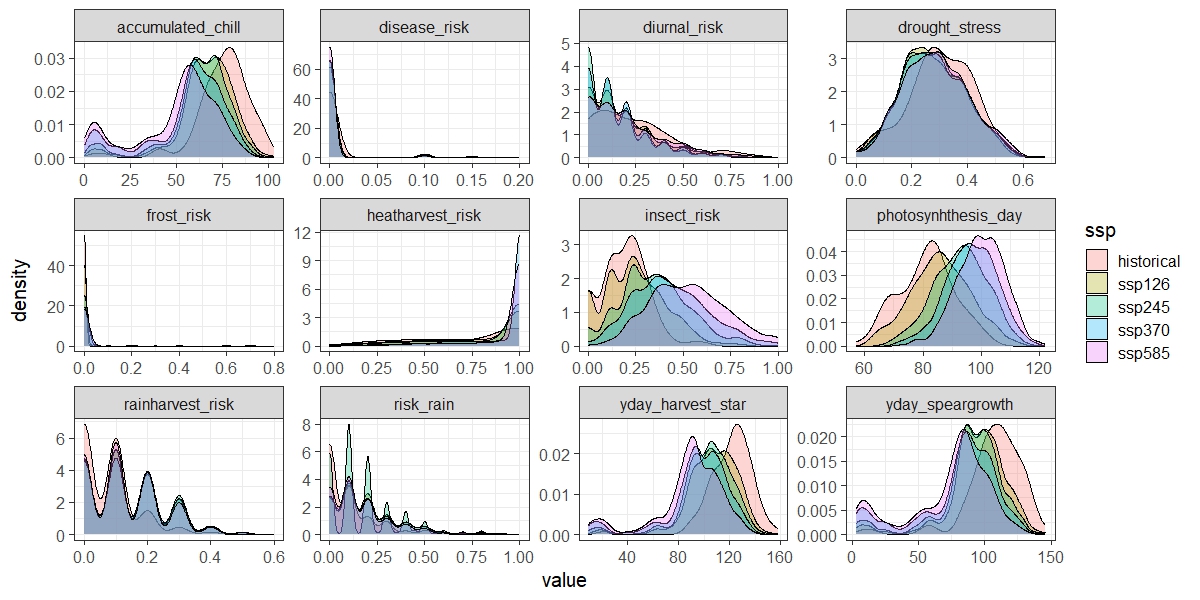 accumulated_chill disease_risk diurnal_risk drought_stress
0.03 60 5 3
0.02 40 4 2
0.01 20 3 1
0.00 0 2 0
1
0
0 25 50 75 100 0.00 0.05 0.10 0.15 0.20 0.00 0.25 0.50 0.75 1.00 0.0 0.2 0.4 0.6
frost_risk heatharvest_risk insect_risk photosynhthesis_day
40 12 3 0.04
20 9 2 0.03
0 6 1 0.02
3 0 0.01
0 0.00
0.0 0.2 0.4 0.6 0.8 0.00 0.25 0.50 0.75 1.00 0.00 0.25 0.50 0.75 1.00 60 80 100 120
rainharvest_risk risk_rain yday_harvest_star yday_speargrowth
6 8 0.02 0.020
4 6 0.01 0.015
2 4 0.00 0.010
0 2 0.005
0 0.000
0.0 0.2 0.4 0.6 0.00 0.25 0.50 0.75 1.00 40 80 120 160 0 50 100 150
density
value
ssp
historical
ssp126
ssp245
ssp370
ssp585